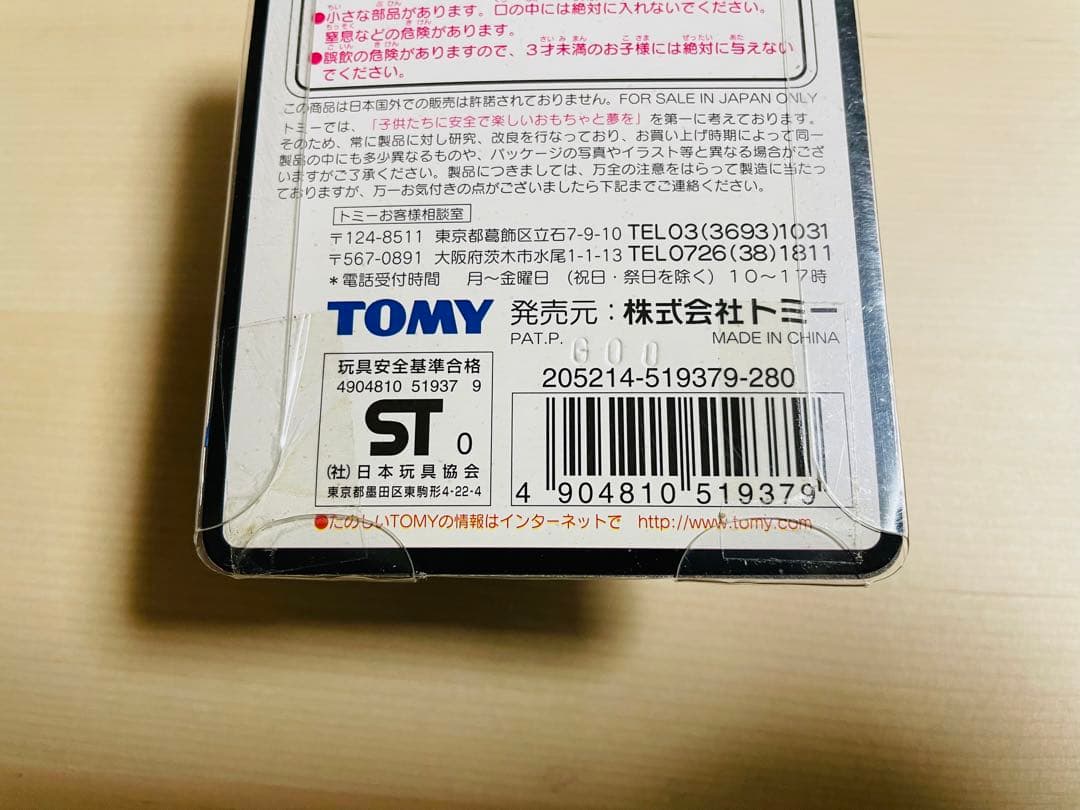 ●小さな部品があります。口の中には絶対に入れないでください。
窒息などの危険があります。
●誤飲の危険がありますので、3才未満のお子様には絶対に与えない
でください。
この商品は日本国外での販売は許諾されておりません。FOR SALE IN JAPAN ONLY
トミーでは、「子供たちに安全で楽しいおもちゃと夢を」を第一に考えております。
そのため、常に製品に対し研究、改良を行なっており、お買い上げ時期によって同一
製品の中にも多少異なるものや、パッケージの写真やイラスト等と異なる場合がござ
いますがご了承ください。製品につきましては、万全の注意をはらって製造に当たっ
ておりますが、万一お気付きの点がございましたら下記までご連絡ください。
トミーお客様相談室
〒124-8511 東京都葛飾区立石7-9-10 TEL03(3693)1031
〒567-0891 大阪府茨木市水尾1-1-13 TEL0726(38)1811
*電話受付時間 月〜金曜日 (祝日・祭日を除く) 10〜17時
TOMY 発売元:株式会社トミー
PAT.P. MADE IN CHINA
G00
205214-519379-280
玩具安全基準合格
4904810 51937 9
ST 0
(社)日本玩具協会
東京都墨田区東駒形4-22-4
4 904810 519379
●たのしいTOMYの情報はインターネットで http://www.tomy.com